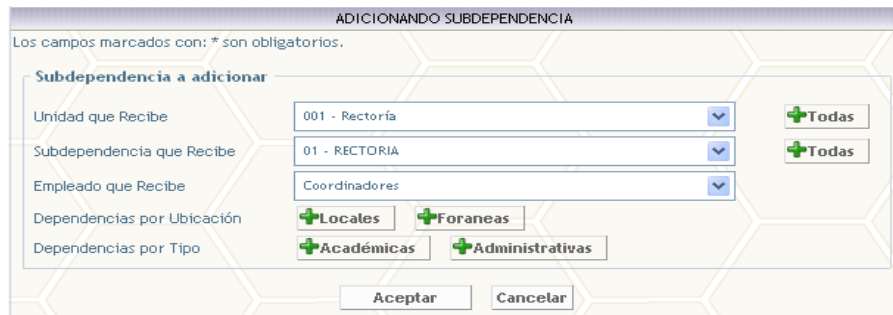 ADICIONANDO SUBDEPENDENCIA
Los campos marcados con: * son obligatorios.
Subdependencia a adicionar
Unidad que Recibe 001 - Rectoría Todas
Subdependencia que Recibe 01 - RECTORIA Todas
Empleado que Recibe Coordinadores
Dependencias por Ubicación Locales Foraneas
Dependencias por Tipo Académicas Administrativas
Aceptar Cancelar